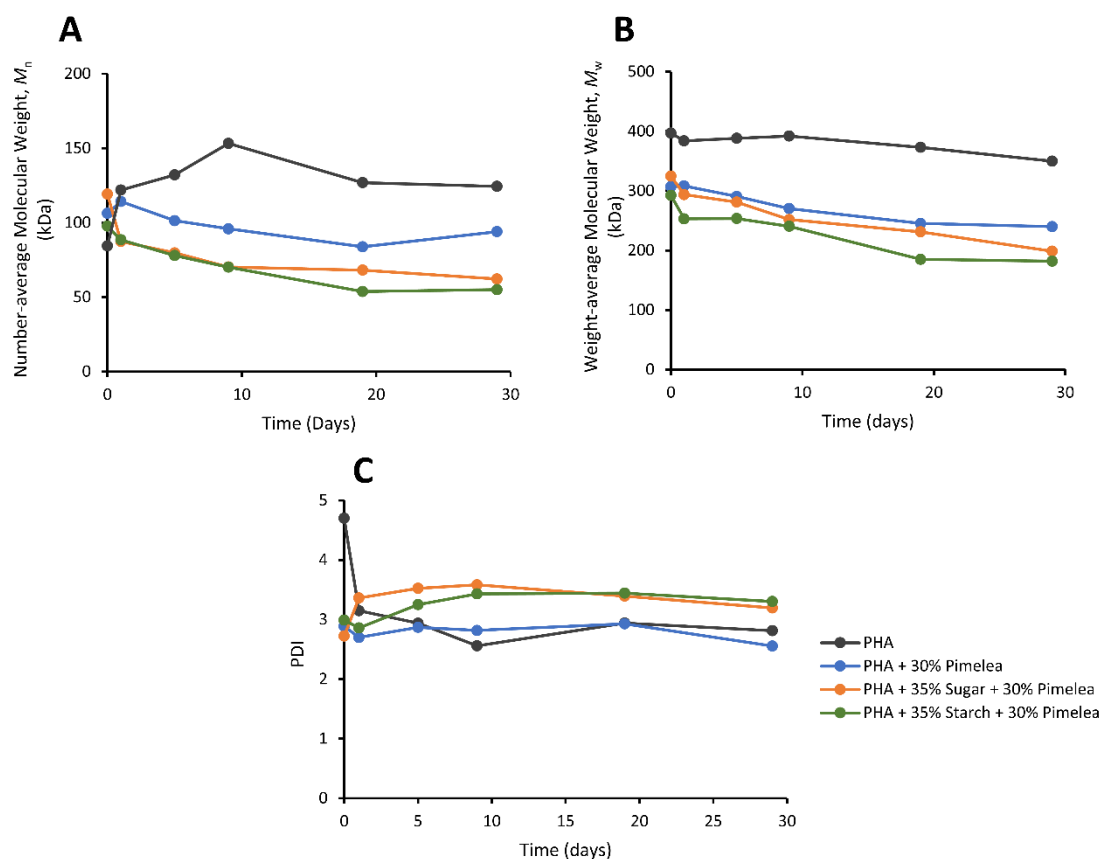 A
Number-average Molecular Weight, Mn
(kDa)
200
150
100
50
0
0 10 20 30
Time (Days)
B
Weight-average Molecular Weight, Mw
(kDa)
500
400
300
200
100
0
0 10 20 30
Time (days)
C
PDI
5
4
3
2
1
0
0 5 10 15 20 25 30
Time (days)
PHA
PHA + 30% Pimelea
PHA + 35% Sugar + 30% Pimelea
PHA + 35% Starch + 30% Pimelea